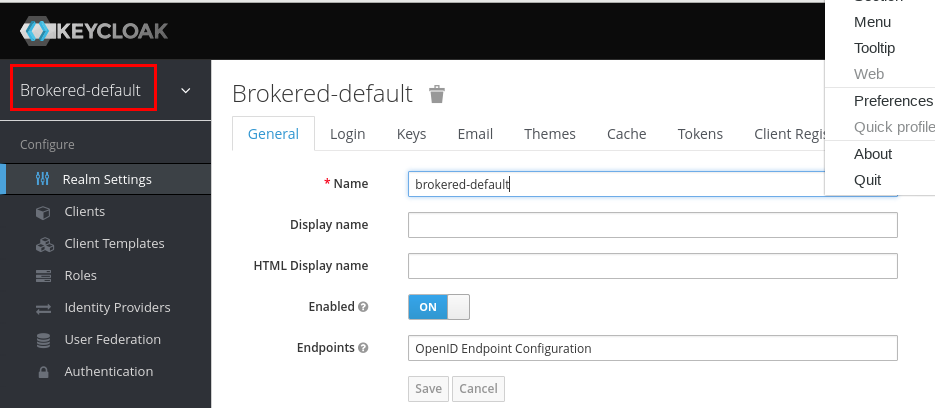 Section
KEYCLOAK
Menu
Tooltip
Web
Brokered-default
Brokered-default
Preferences
Quick profile
General Login Keys Email Themes Cache Tokens Client Regis
Configure
About
Realm Settings
* Name brokered-default
Quit
Clients
Display name
Client Templates
HTML Display name
Roles
Identity Providers
Enabled ON
User Federation
Endpoints OpenID Endpoint Configuration
Authentication
Save Cancel